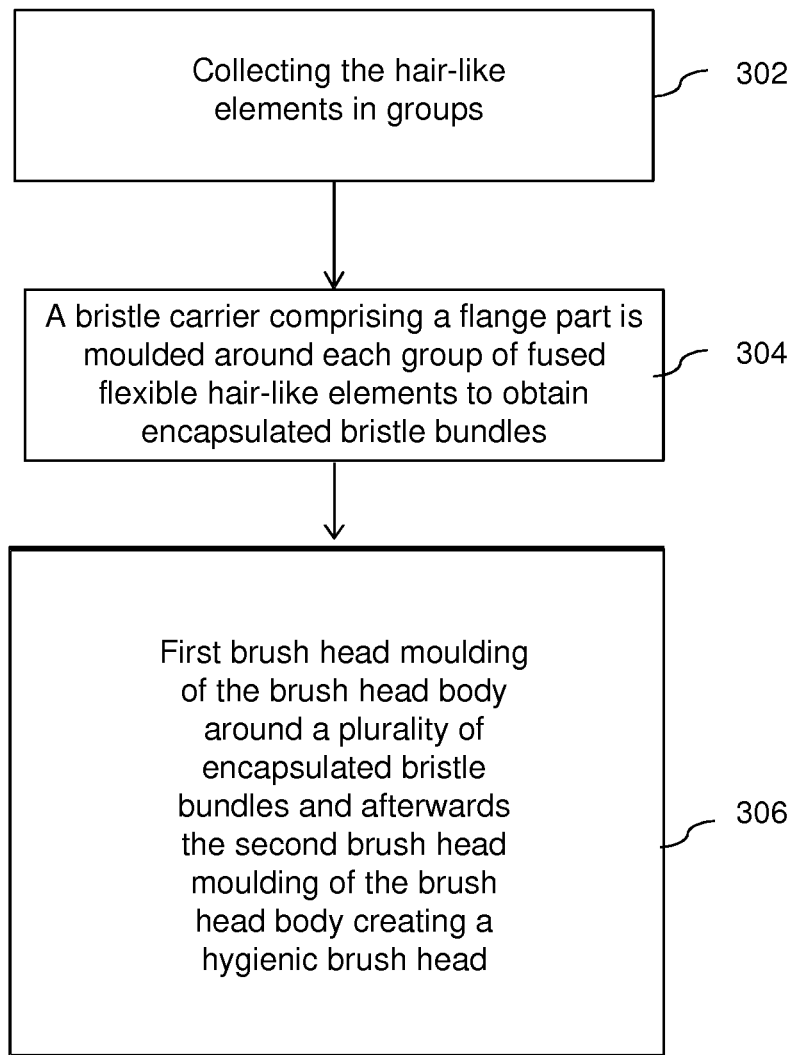 Collecting the hair-like
elements in groups
302
A bristle carrier comprising a flange part is
moulded around each group of fused
flexible hair-like elements to obtain
encapsulated bristle bundles
304
First brush head moulding
of the brush head body
around a plurality of
encapsulated bristle
bundles and afterwards
the second brush head
moulding of the brush
head body creating a
hygienic brush head
306